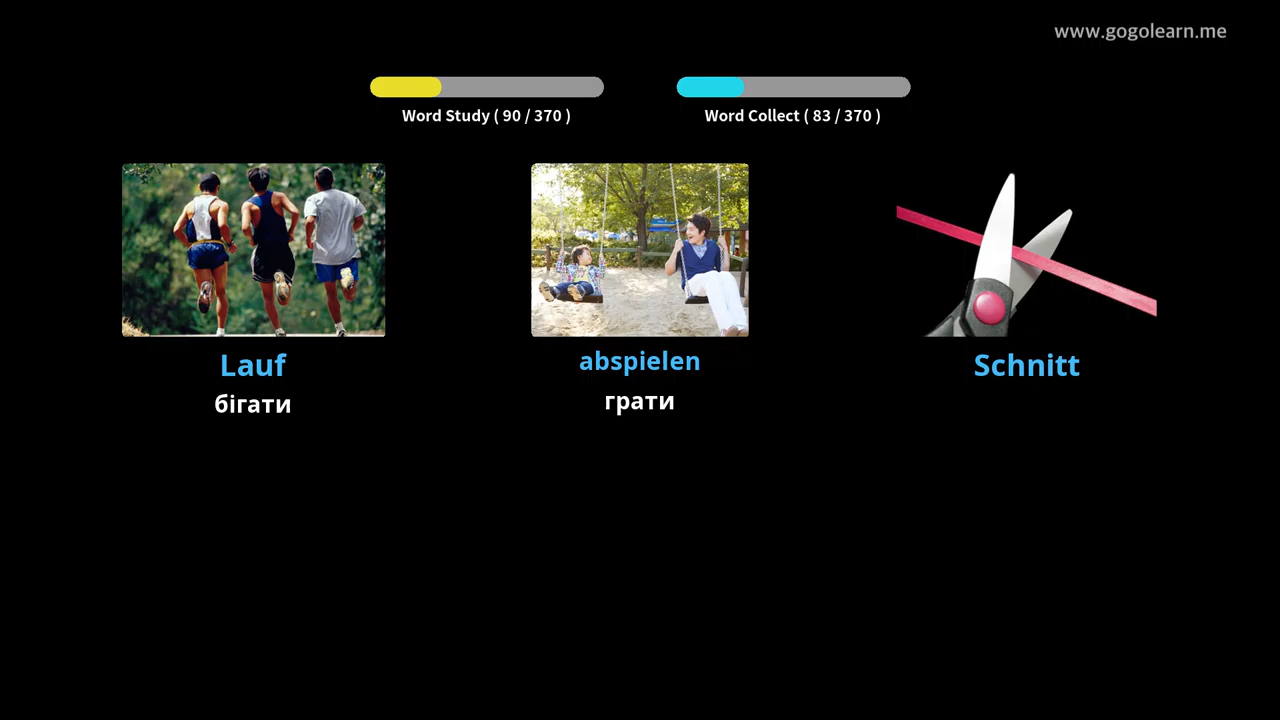 www.gogolearn.me
Word Study ( 90 / 370 )
Word Collect ( 83 / 370 )
Lauf
бігати
abspielen
грати
Schnitt